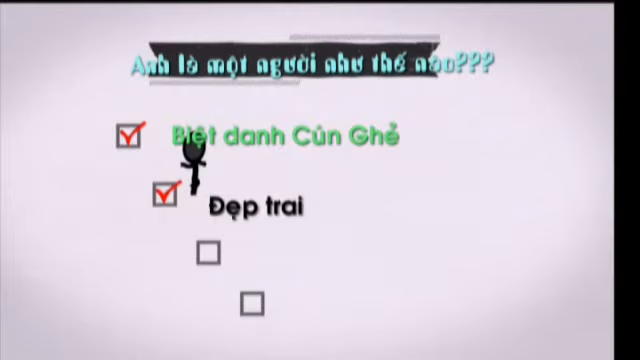 Anh là một người như thế nào???
Biệt danh Cún Ghẻ
Đẹp trai